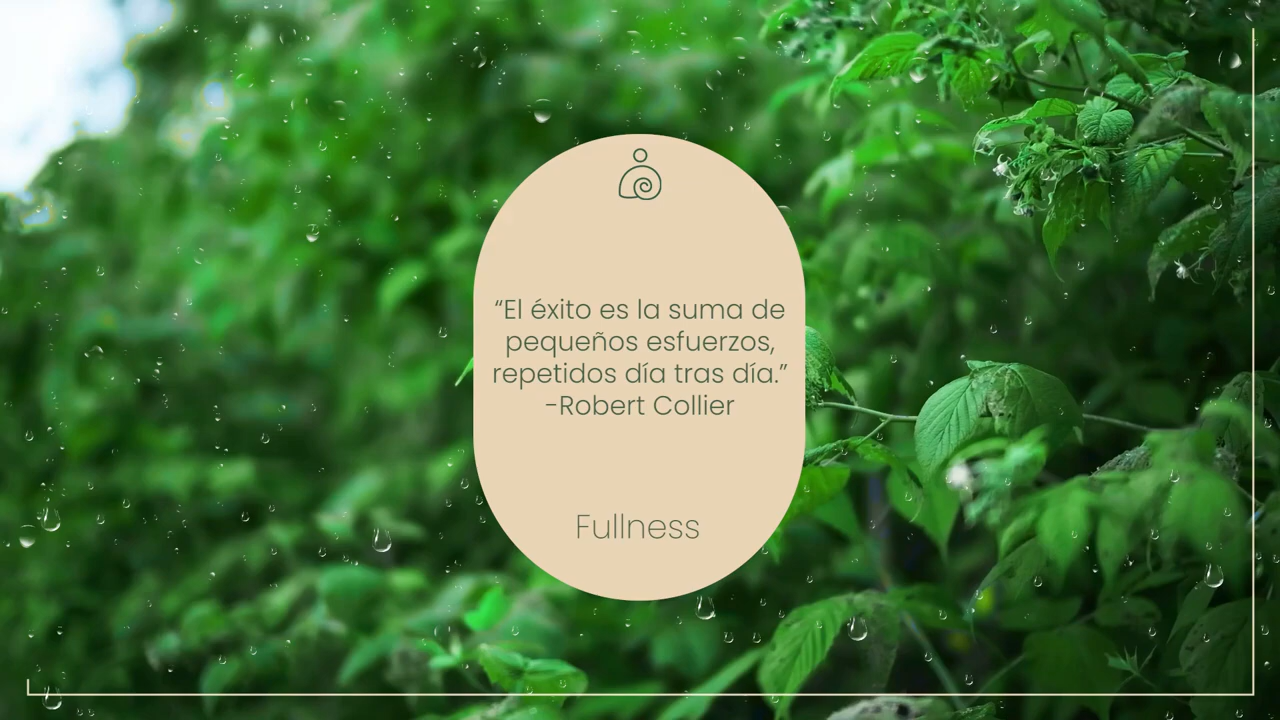 “El éxito es la suma de
pequeños esfuerzos,
repetidos día tras día.”
-Robert Collier
Fullness